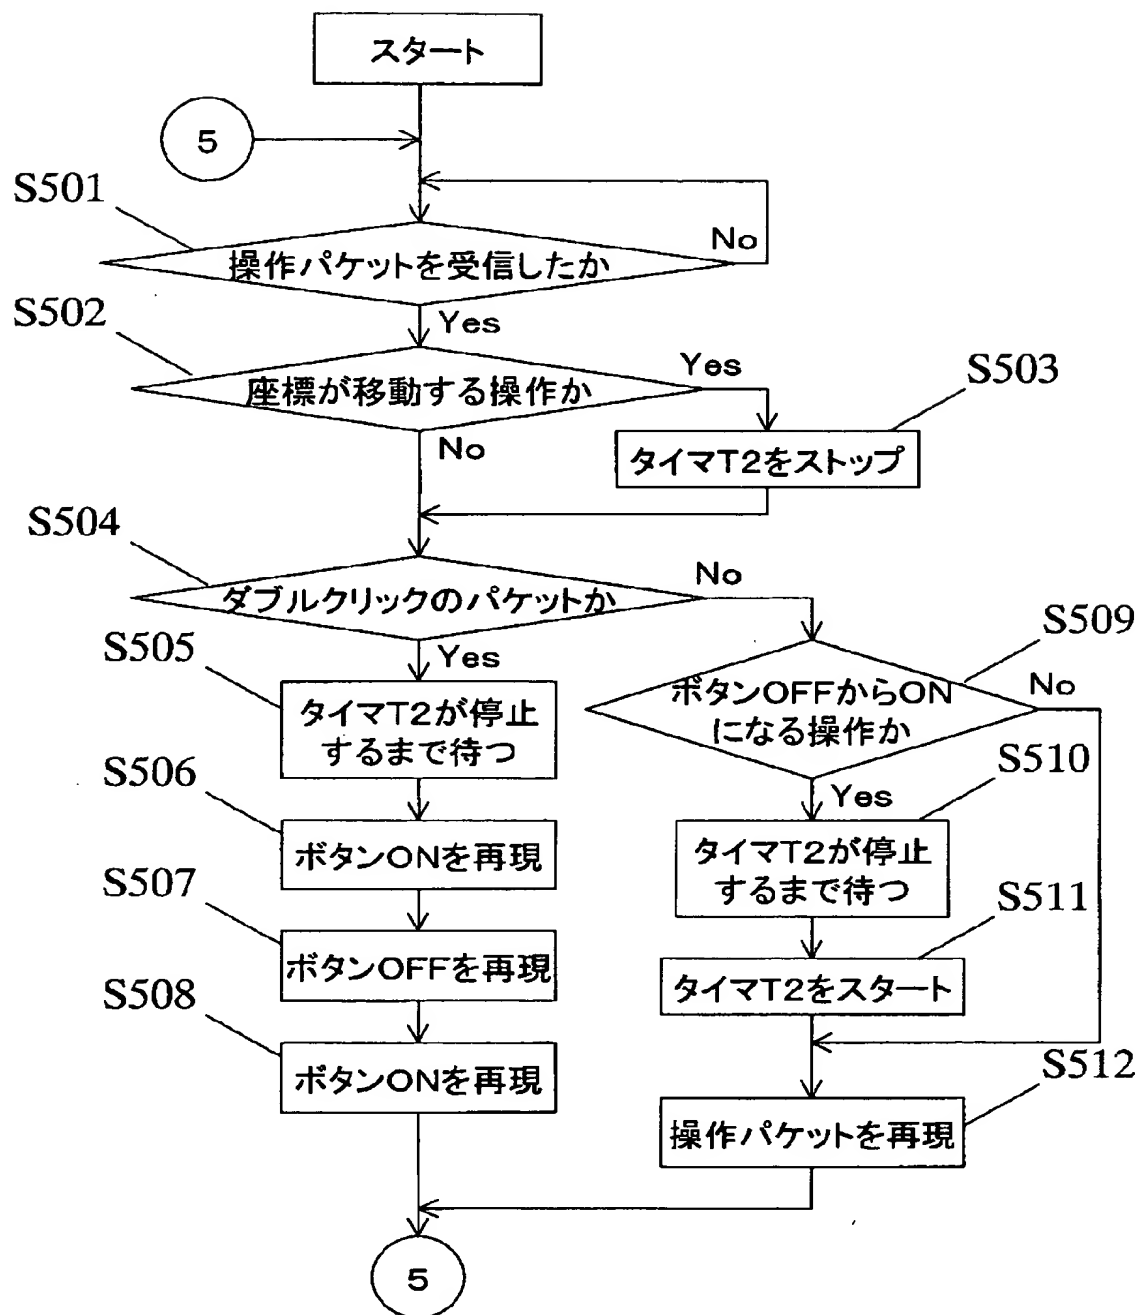 スタート
5
S501
操作パケットを受信したか
No
Yes
S502
座標が移動する操作か
Yes
No
S503
タイマT2をストップ
S504
ダブルクリックのパケットか
No
Yes
S505
タイマT2が停止
するまで待つ
S506
ボタンONを再現
S507
ボタンOFFを再現
S508
ボタンONを再現
S509
ボタンOFFからON
になる操作か
No
Yes
S510
タイマT2が停止
するまで待つ
S511
タイマT2をスタート
S512
操作パケットを再現
5